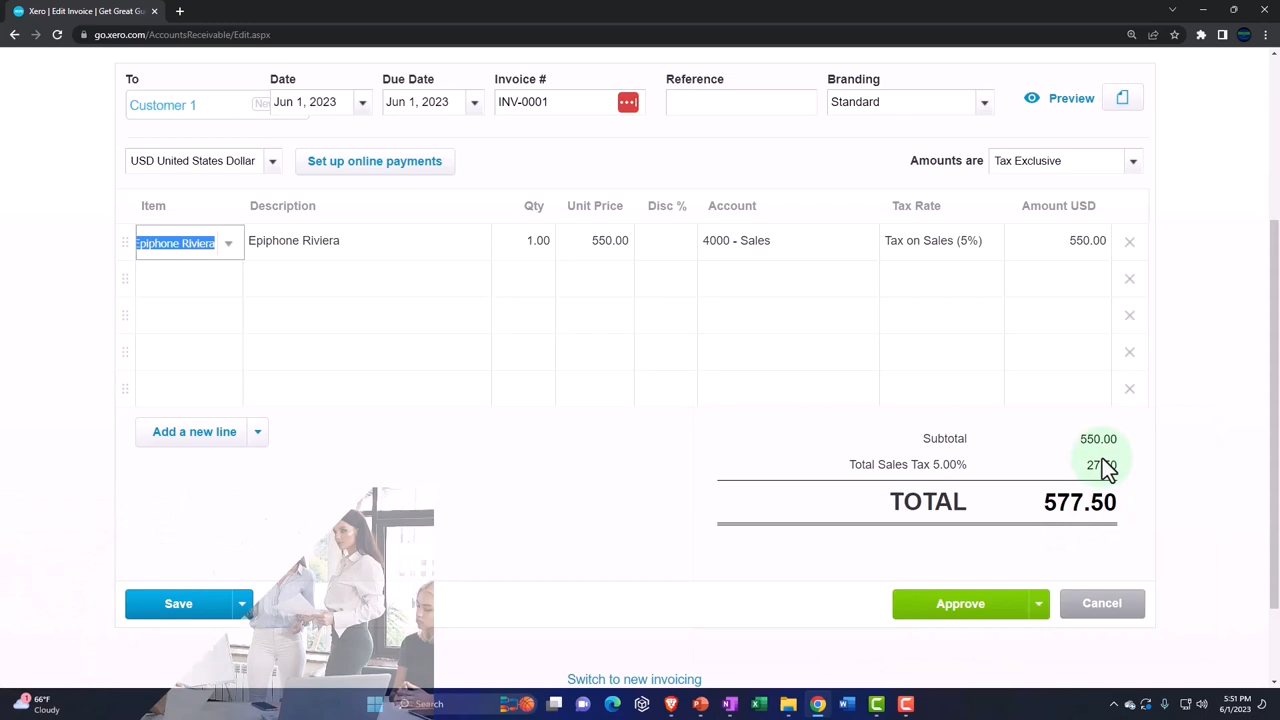 Xero | Edit Invoice | Get Great Gu
go.xero.com/AccountsReceivable/Edit.aspx
To
Date
Due Date
Invoice #
Reference
Branding
Customer 1
Jun 1, 2023
Jun 1, 2023
INV-0001
Standard
Preview
USD United States Dollar
Set up online payments
Amounts are
Tax Exclusive
Item Description Qty Unit Price Disc % Account Tax Rate Amount USD
Epiphone Riviera Epiphone Riviera 1.00 550.00 4000 - Sales Tax on Sales (5%) 550.00
Add a new line
Subtotal 550.00
Total Sales Tax 5.00%
TOTAL 577.50
Save
Approve
Cancel
Switch to new invoicing
66°F
Cloudy
Search
5:51 PM
6/1/2023